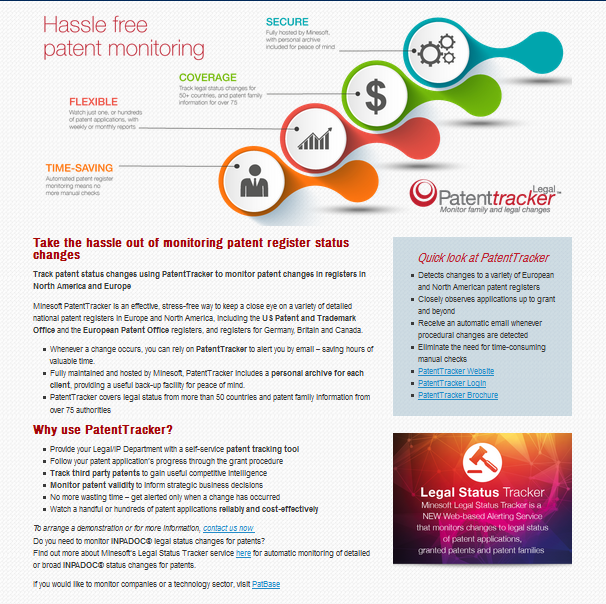 Hassle free
patent monitoring
SECURE
Fully hosted by Minesoft,
with personal archive
included for peace of mind
COVERAGE
Track legal status changes for
50+ countries, and patent family
information for over 75
FLEXIBLE
Watch just one, or hundreds
of patent applications, with
weekly or monthly reports
TIME-SAVING
Automated patent register
monitoring means no
more manual checks
$
Legal
Patenttracker™
Monitor family and legal changes
Take the hassle out of monitoring patent register status
changes
Track patent status changes using PatentTracker to monitor patent changes in registers in
North America and Europe
Minesoft PatentTracker is an effective, stress-free way to keep a close eye on a variety of detailed
national patent registers in Europe and North America, including the US Patent and Trademark
Office and the European Patent Office registers, and registers for Germany, Britain and Canada.
Whenever a change occurs, you can rely on PatentTracker to alert you by email – saving hours of
valuable time.
Fully maintained and hosted by Minesoft, PatentTracker includes a personal archive for each
client, providing a useful back-up facility for peace of mind.
PatentTracker covers legal status from more than 50 countries and patent family information from
over 75 authorities
Why use PatentTracker?
Provide your Legal/IP Department with a self-service patent tracking tool
Follow your patent application's progress through the grant procedure
Track third party patents to gain useful competitive intelligence
Monitor patent validity to inform strategic business decisions
No more wasting time – get alerted only when a change has occurred
Watch a handful or hundreds of patent applications reliably and cost-effectively
To arrange a demonstration or for more information, contact us now
Do you need to monitor INPADOC® legal status changes for patents?
Find out more about Minesoft's Legal Status Tracker service here for automatic monitoring of detailed
or broad INPADOC® status changes for patents.
If you would like to monitor companies or a technology sector, visit PatBase
Quick look at PatentTracker
Detects changes to a variety of European
and North American patent registers
Closely observes applications up to grant
and beyond
Receive an automatic email whenever
procedural changes are detected
Eliminate the need for time-consuming
manual checks
PatentTracker Website
PatentTracker Login
PatentTracker Brochure
Legal Status Tracker
Minesoft Legal Status Tracker is a
NEW Web-based Alerting Service
that monitors changes to legal status
of patent applications,
granted patents and patent families